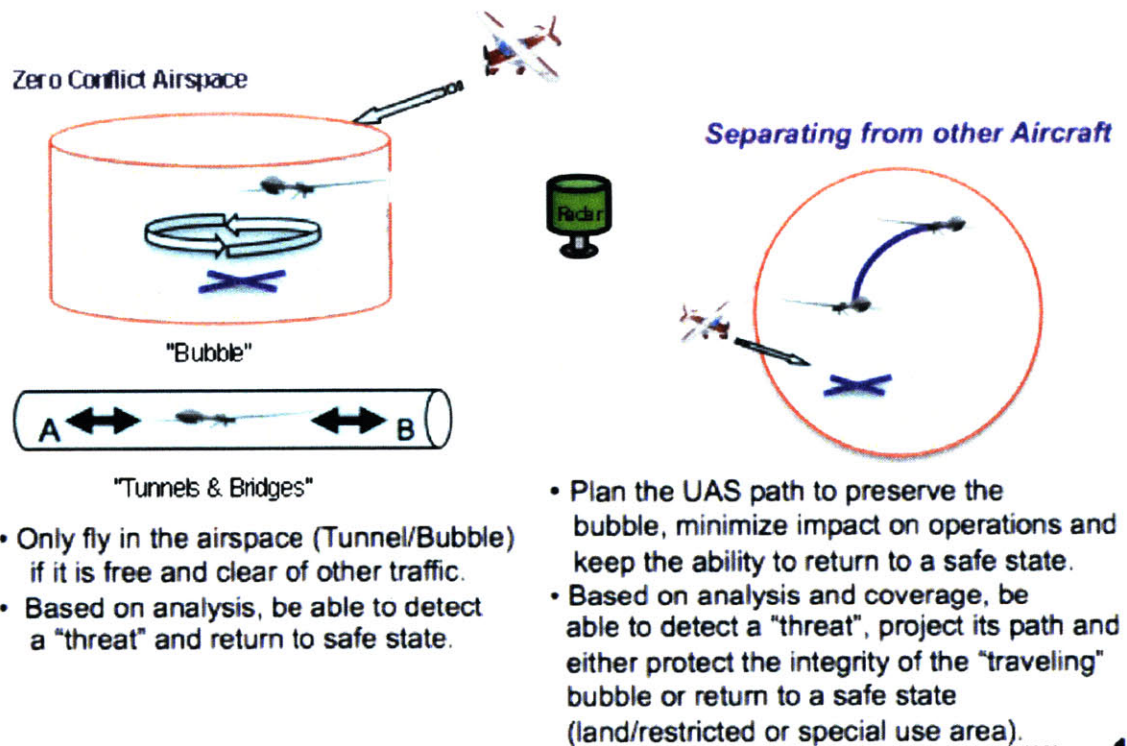 Zero Conflict Airspace
"Bubble"
A B
"Tunnels & Bridges"
• Only fly in the airspace (Tunnel/Bubble)
if it is free and clear of other traffic.
• Based on analysis, be able to detect
a "threat" and return to safe state.
Radar
Separating from other Aircraft
• Plan the UAS path to preserve the
bubble, minimize impact on operations and
keep the ability to return to a safe state.
• Based on analysis and coverage, be
able to detect a "threat", project its path and
either protect the integrity of the "traveling"
bubble or return to a safe state
(land/restricted or special use area).